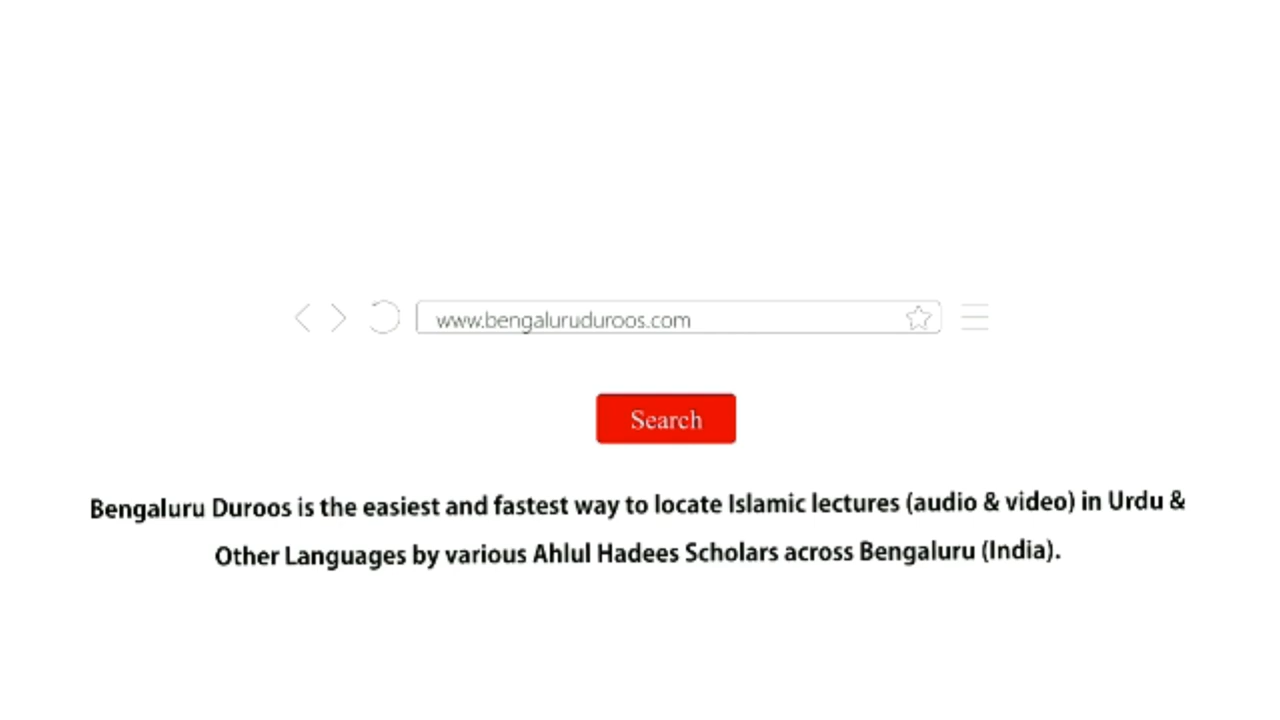 www.bengaluruduroos.com
Search
Bengaluru Duroos is the easiest and fastest way to locate Islamic lectures (audio & video) in Urdu &
Other Languages by various Ahlul Hadees Scholars across Bengaluru (India).